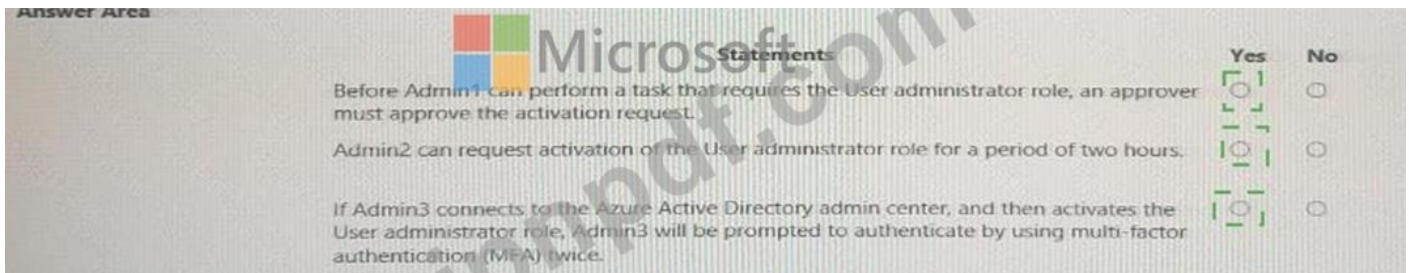 Answer Area
Microsoft
Statements Yes No
Before Admin1 can perform a task that requires the User administrator role, an approver
must approve the activation request.
Admin2 can request activation of the User administrator role for a period of two hours.
If Admin3 connects to the Azure Active Directory admin center, and then activates the
User administrator role, Admin3 will be prompted to authenticate by using multi-factor
authentication (MFA) twice.